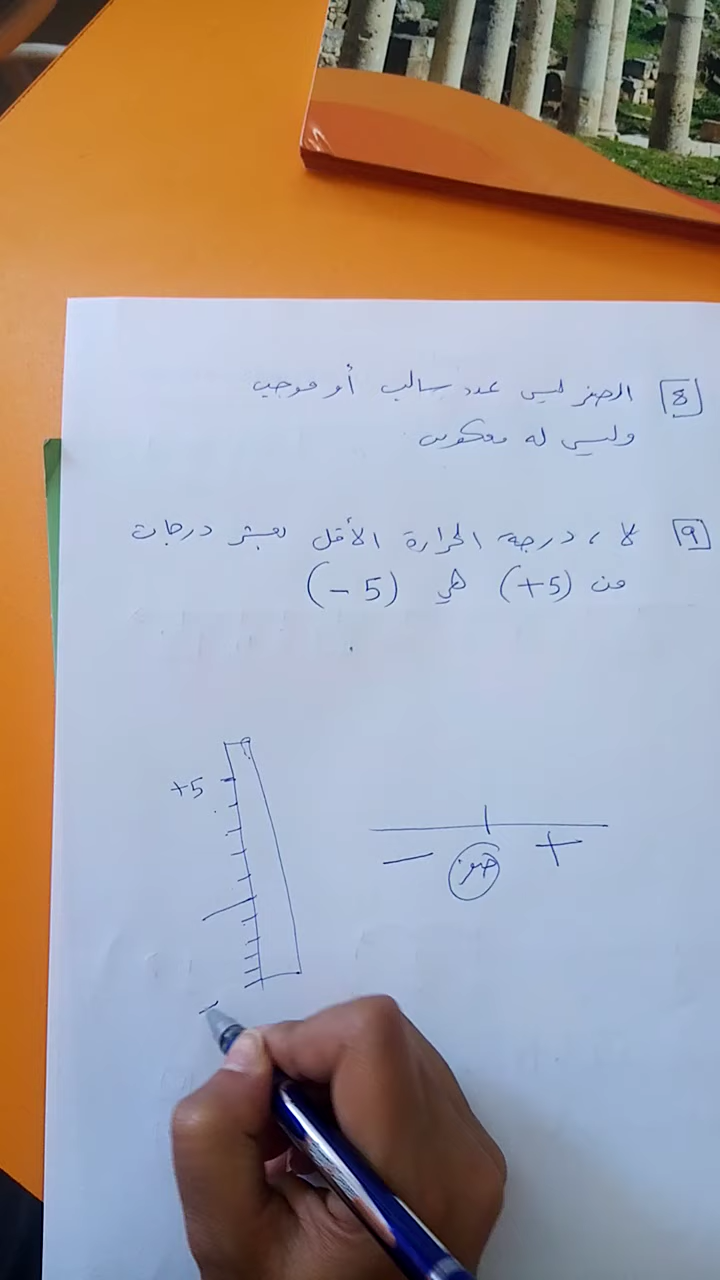 8 الصفر ليس عدد سالب أو موجب
وليس له معكوس
9 لا، درجة الحرارة الأقل بعشر درجات
من (+5) هي (-5)
+5
صفر
- +
-